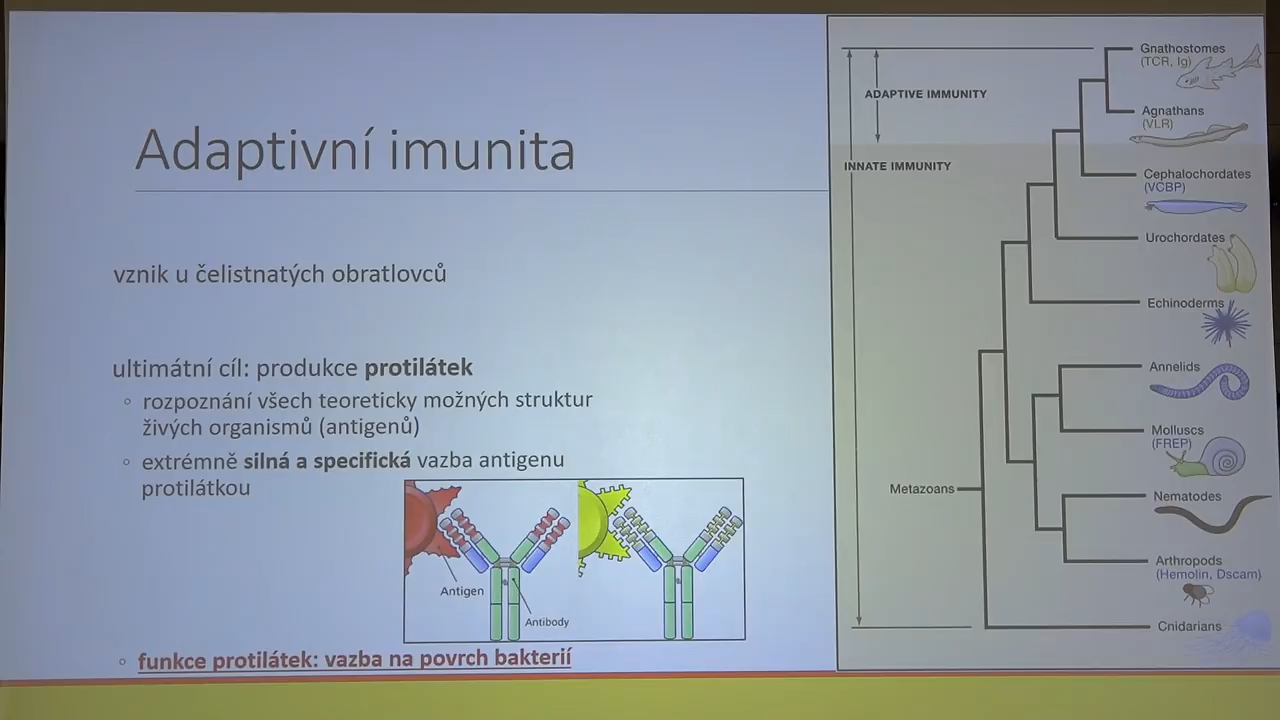 Adaptivní imunita
vznik u čelistnatých obratlovců
ultimátní cíl: produkce protilátek
rozpoznání všech teoreticky možných struktur
živých organismů (antigenů)
extrémně silná a specifická vazba antigenu
protilátkou
Antigen
Antibody
funkce protilátek: vazba na povrch bakterií
Gnathostomes
(TCR, Ig)
ADAPTIVE IMMUNITY
Agnathans
(VLR)
INNATE IMMUNITY
Cephalochordates
(VCBP)
Urochordates
Echinoderms
Annelids
Molluscs
(FREP)
Metazoans
Nematodes
Arthropods
(Hemolin, Dscam)
Cnidarians